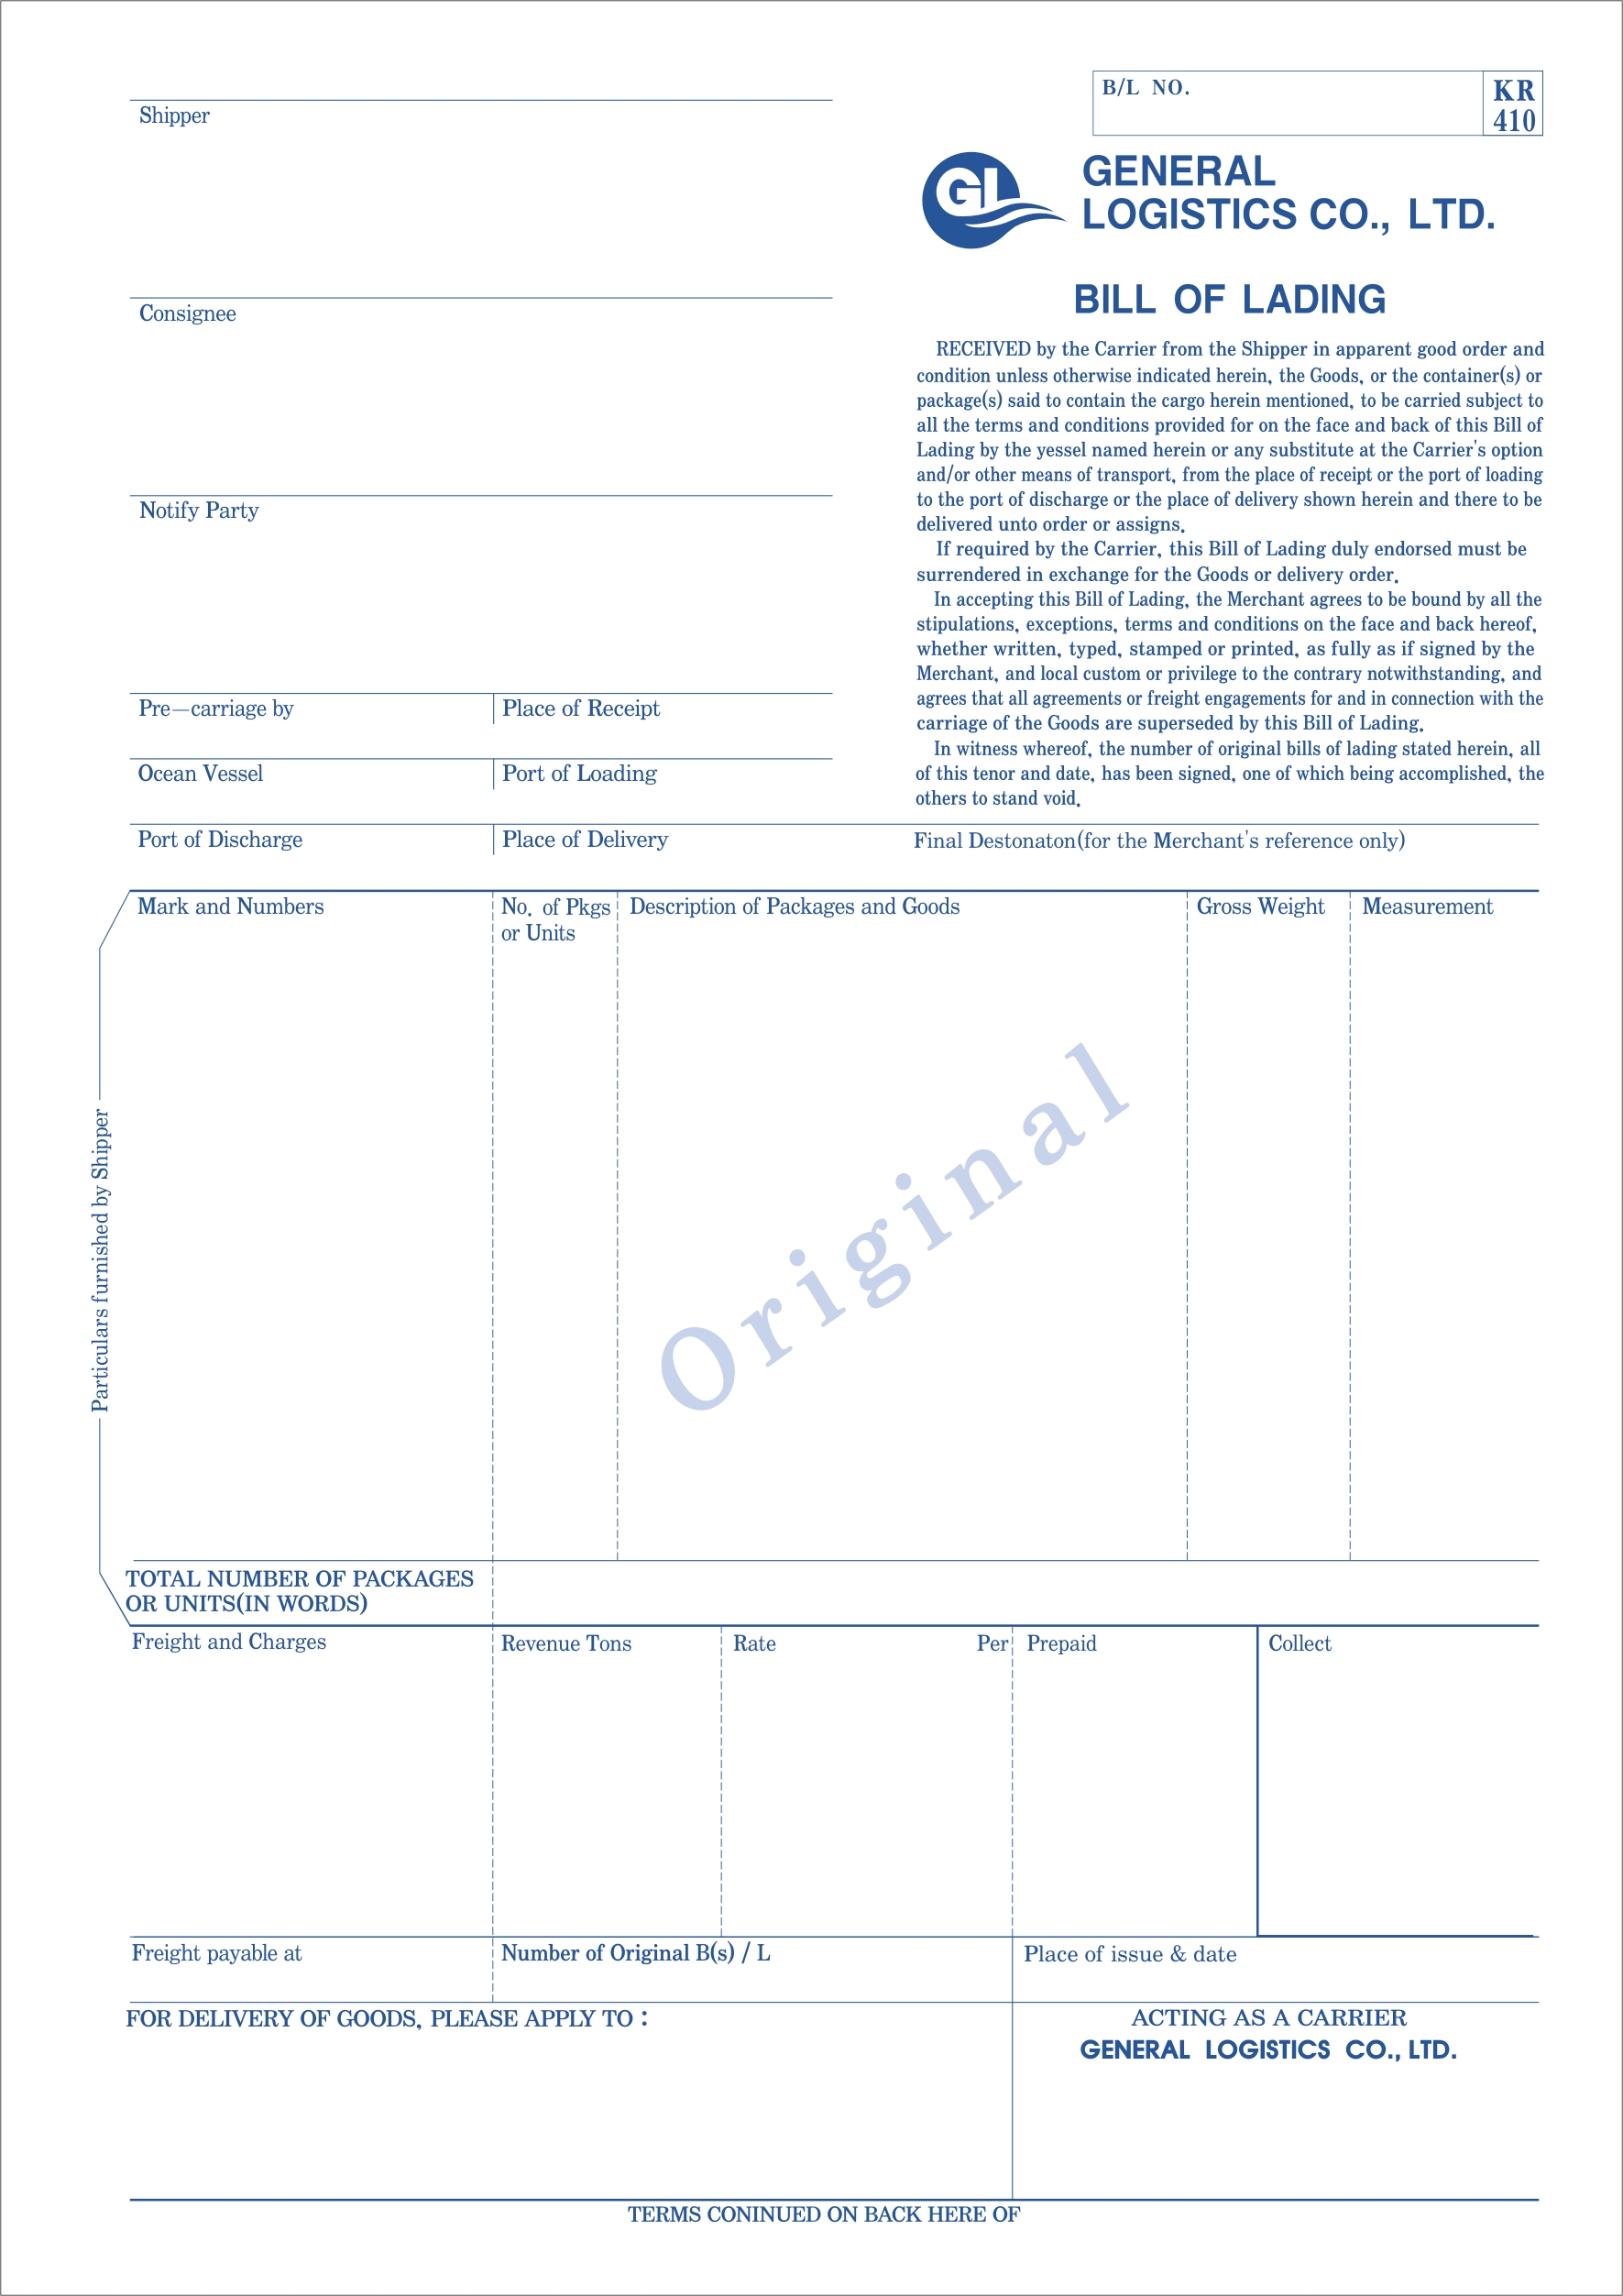 B/L NO.
KR
410
Shipper
GL
GENERAL
LOGISTICS CO., LTD.
BILL OF LADING
Consignee
RECEIVED by the Carrier from the Shipper in apparent good order and
condition unless otherwise indicated herein, the Goods, or the container(s) or
package(s) said to contain the cargo herein mentioned, to be carried subject to
all the terms and conditions provided for on the face and back of this Bill of
Lading by the yessel named herein or any substitute at the Carrier's option
and/or other means of transport, from the place of receipt or the port of loading
to the port of discharge or the place of delivery shown herein and there to be
delivered unto order or assigns.
If required by the Carrier, this Bill of Lading duly endorsed must be
surrendered in exchange for the Goods or delivery order.
In accepting this Bill of Lading, the Merchant agrees to be bound by all the
stipulations, exceptions, terms and conditions on the face and back hereof,
whether written, typed, stamped or printed, as fully as if signed by the
Merchant, and local custom or privilege to the contrary notwithstanding, and
agrees that all agreements or freight engagements for and in connection with the
carriage of the Goods are superseded by this Bill of Lading.
In witness whereof, the number of original bills of lading stated herein, all
of this tenor and date, has been signed, one of which being accomplished, the
others to stand void.
Notify Party
Pre—carriage by
Place of Receipt
Ocean Vessel
Port of Loading
Port of Discharge
Place of Delivery
Final Destonaton(for the Merchant's reference only)
Mark and Numbers
No. of Pkgs
or Units
Description of Packages and Goods
Gross Weight
Measurement
Particulars furnished by Shipper
Original
TOTAL NUMBER OF PACKAGES
OR UNITS(IN WORDS)
Freight and Charges
Revenue Tons
Rate
Per
Prepaid
Collect
Freight payable at
Number of Original B(s) / L
Place of issue & date
FOR DELIVERY OF GOODS, PLEASE APPLY TO :
ACTING AS A CARRIER
GENERAL LOGISTICS CO., LTD.
TERMS CONINUED ON BACK HERE OF